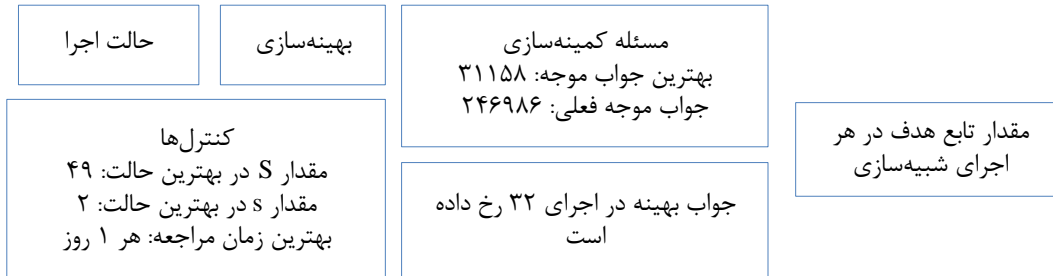 حالت اجرا
بهینه‌سازی
مسئله کمینه‌سازی
بهترین جواب موجه: ۳۱۱۵۸
جواب موجه فعلی: ۲۴۶۹۸۶
مقدار تابع هدف در هر
اجرای شبیه‌سازی
کنترل‌ها
مقدار S در بهترین حالت: ۴۹
مقدار s در بهترین حالت: ۲
بهترین زمان مراجعه: هر ۱ روز
جواب بهینه در اجرای ۳۲ رخ داده
است